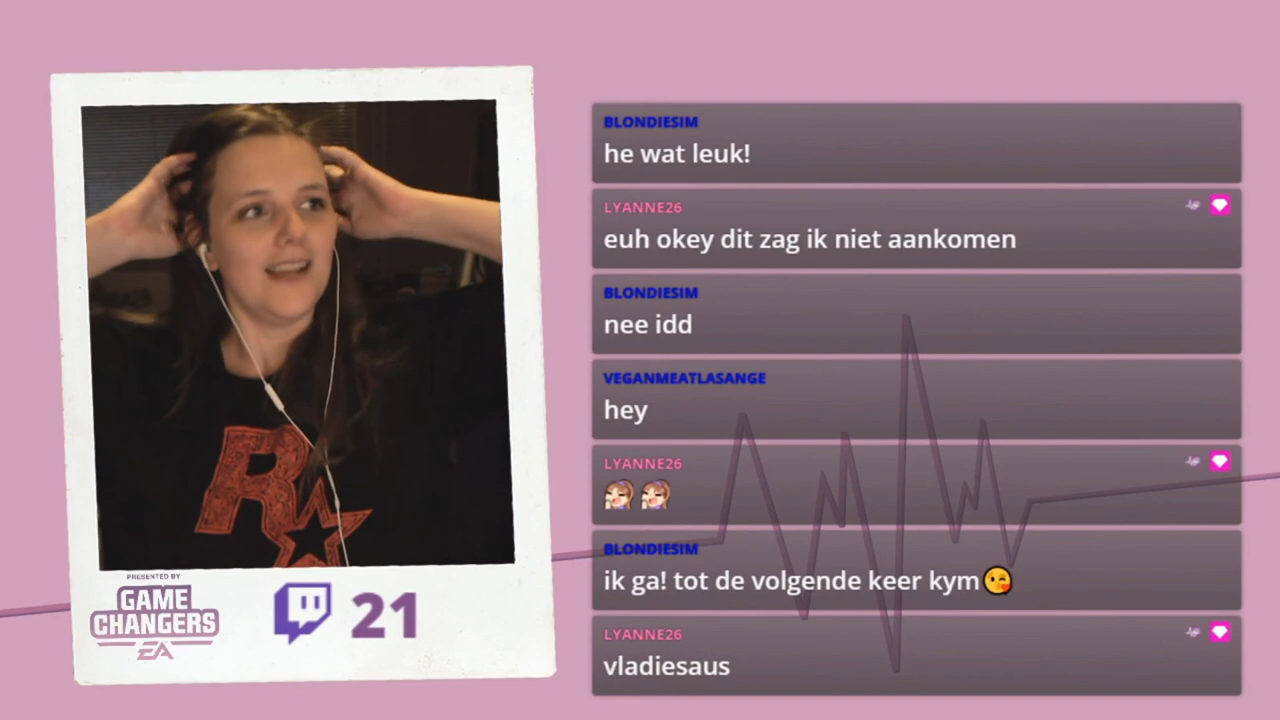 BLONDIESIM
he wat leuk!
LYANNE26
euh okey dit zag ik niet aankomen
BLONDIESIM
nee idd
VEGANMEATLASANGE
hey
LYANNE26
BLONDIESIM
ik ga! tot de volgende keer kym😘
LYANNE26
vladiesaus
R
PRESENTED BY
GAME
CHANGERS
EA
21